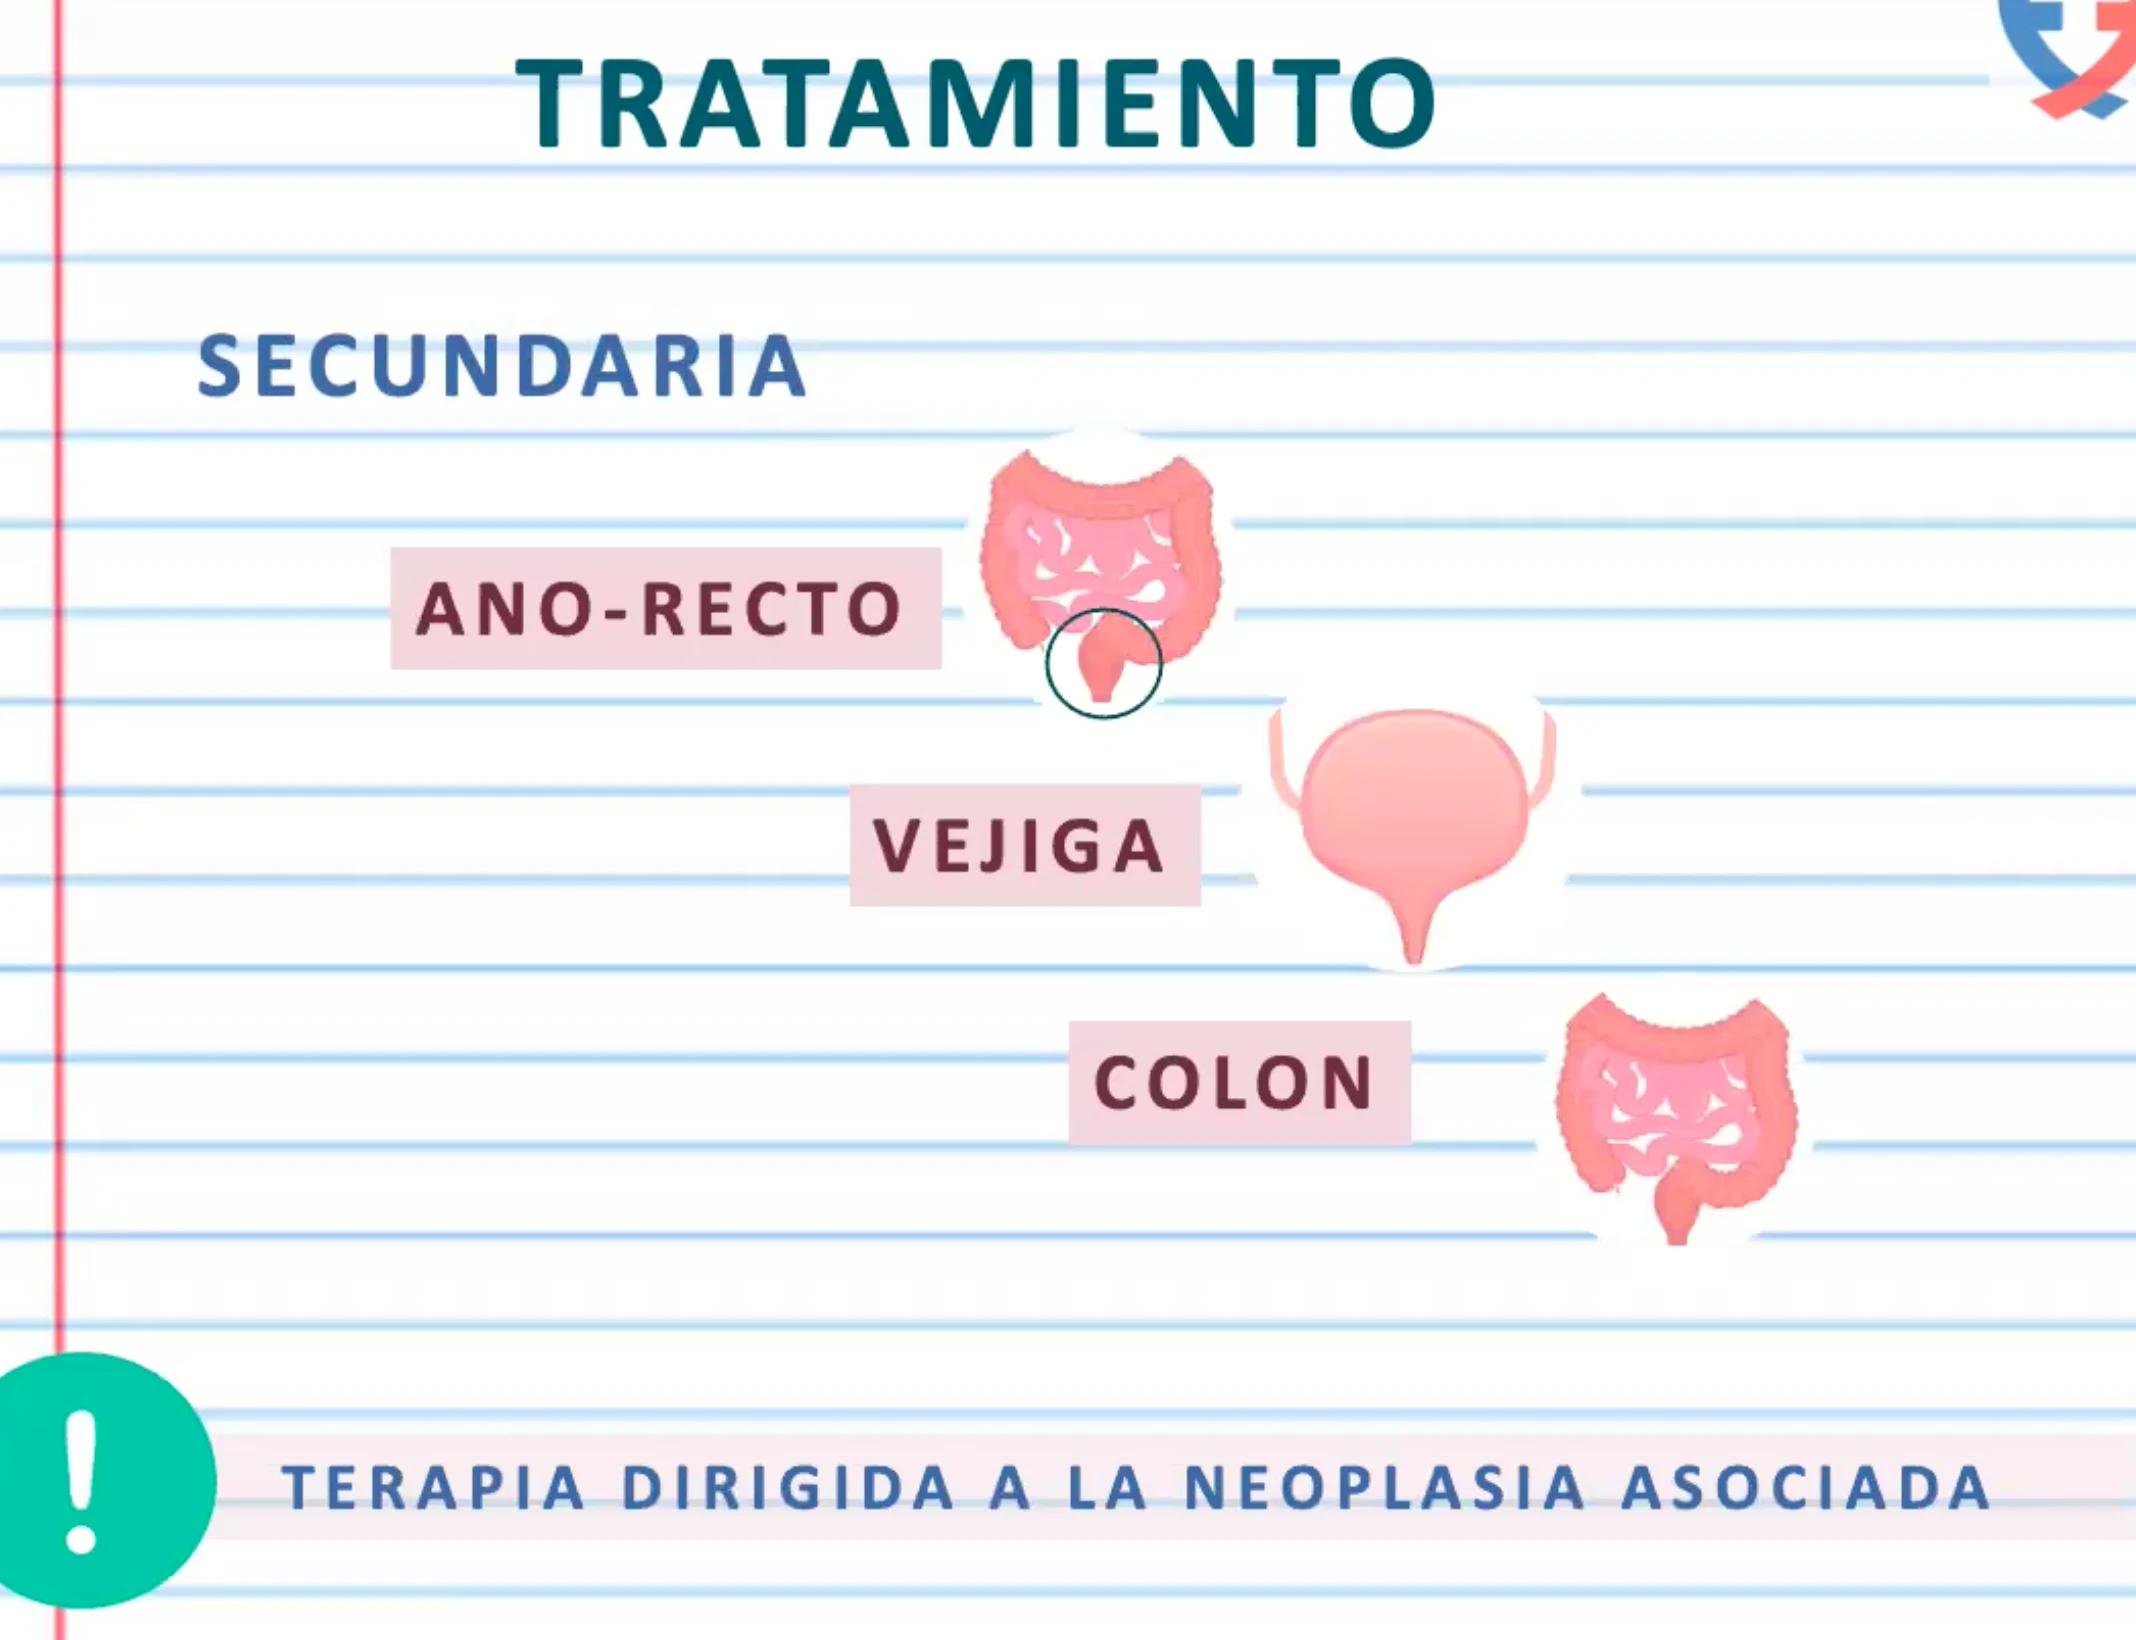 TRATAMIENTO
SECUNDARIA
ANO-RECTO
VEJIGA
COLON
! TERAPIA DIRIGIDA A LA NEOPLASIA ASOCIADA